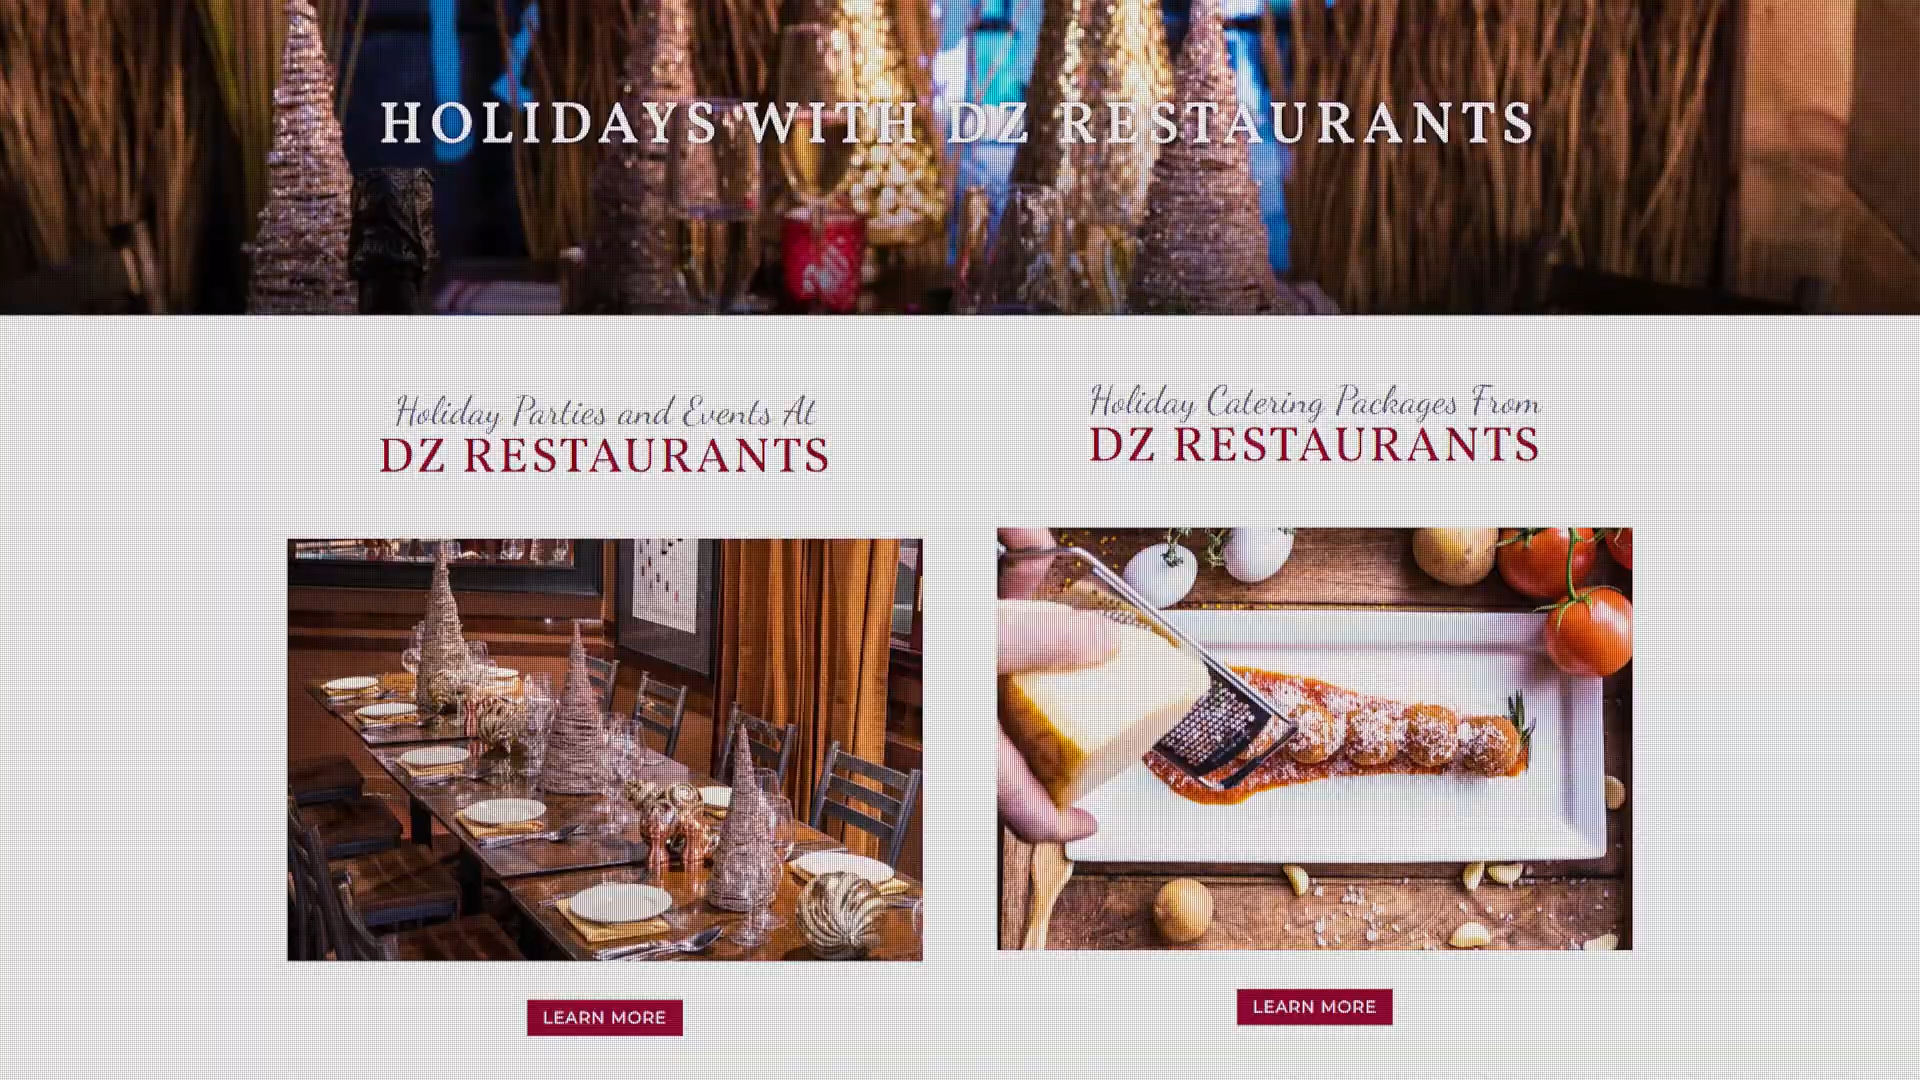 HOLIDAYS WITH DZ RESTAURANTS
Holiday Parties and Events At
DZ RESTAURANTS
LEARN MORE
Holiday Catering Packages From
DZ RESTAURANTS
LEARN MORE